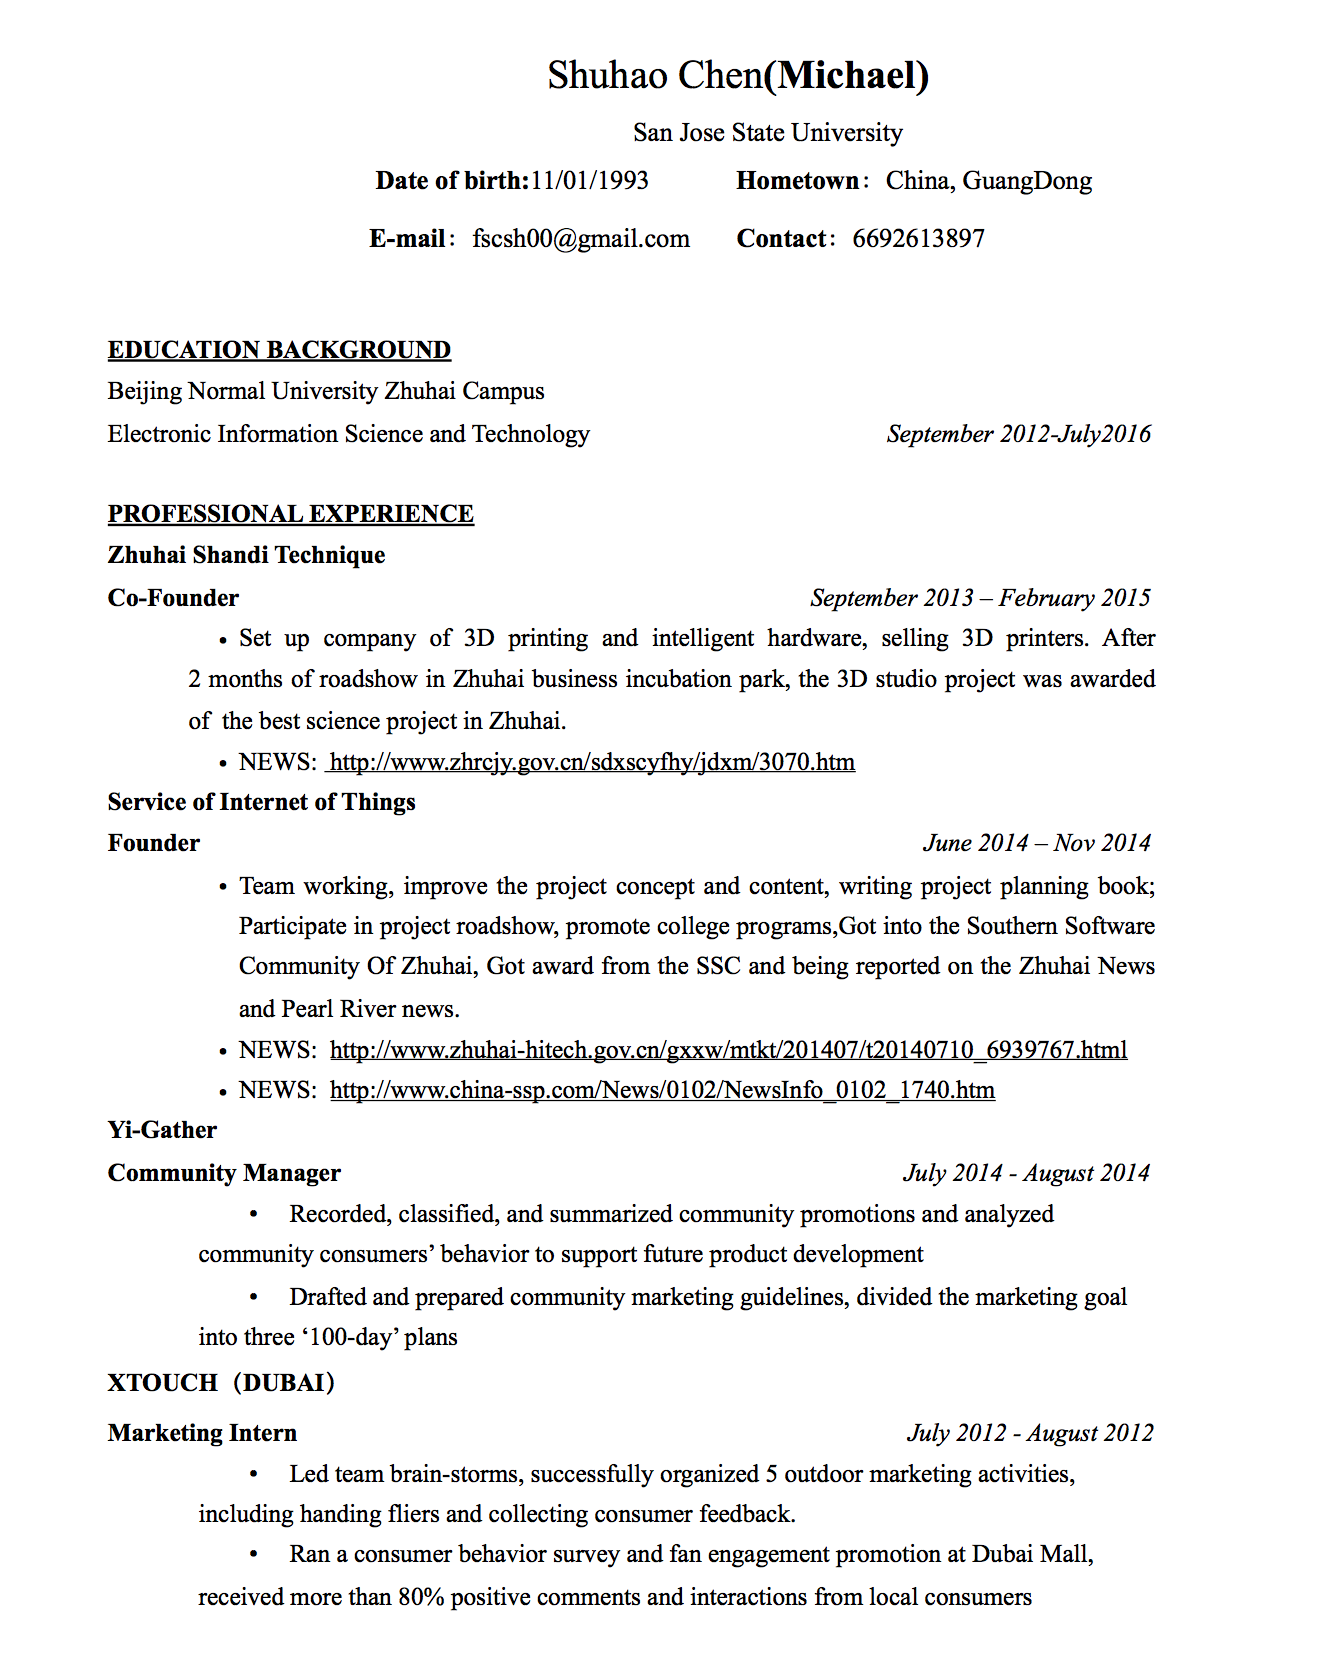 Shuhao Chen(Michael)
San Jose State University
Date of birth:11/01/1993 Hometown： China, GuangDong
E-mail： fscsh00@gmail.com Contact： 6692613897
EDUCATION BACKGROUND
Beijing Normal University Zhuhai Campus
Electronic Information Science and Technology September 2012-July2016
PROFESSIONAL EXPERIENCE
Zhuhai Shandi Technique
Co-Founder September 2013 – February 2015
• Set up company of 3D printing and intelligent hardware, selling 3D printers. After
2 months of roadshow in Zhuhai business incubation park, the 3D studio project was awarded
of the best science project in Zhuhai.
• NEWS: http://www.zhrcjy.gov.cn/sdxscyfhy/jdxm/3070.htm
Service of Internet of Things
Founder June 2014 – Nov 2014
• Team working, improve the project concept and content, writing project planning book;
Participate in project roadshow, promote college programs,Got into the Southern Software
Community Of Zhuhai, Got award from the SSC and being reported on the Zhuhai News
and Pearl River news.
• NEWS: http://www.zhuhai-hitech.gov.cn/gxxw/mtkt/201407/t20140710_6939767.html
• NEWS: http://www.china-ssp.com/News/0102/NewsInfo_0102_1740.htm
Yi-Gather
Community Manager July 2014 - August 2014
• Recorded, classified, and summarized community promotions and analyzed
community consumers’ behavior to support future product development
• Drafted and prepared community marketing guidelines, divided the marketing goal
into three ‘100-day’ plans
XTOUCH（DUBAI）
Marketing Intern July 2012 - August 2012
• Led team brain-storms, successfully organized 5 outdoor marketing activities,
including handing fliers and collecting consumer feedback.
• Ran a consumer behavior survey and fan engagement promotion at Dubai Mall,
received more than 80% positive comments and interactions from local consumers